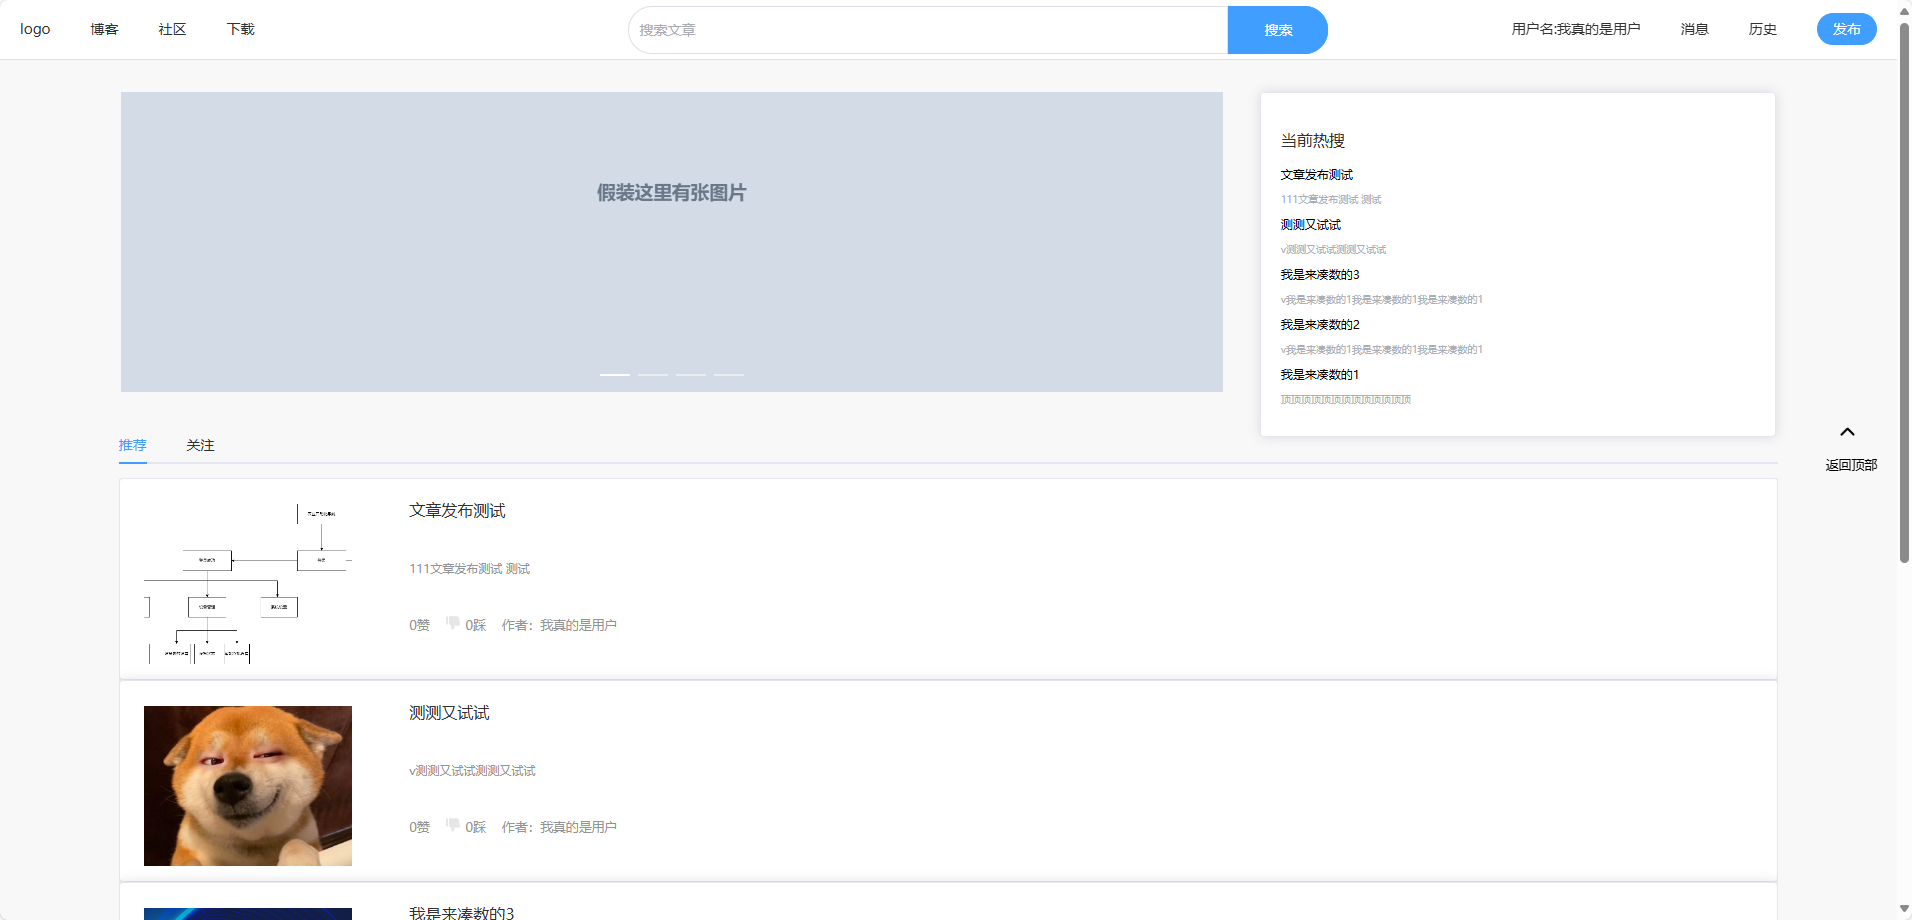 logo 博客 社区 下载 搜索文章 搜索 用户名:我真的是用户 消息 历史 发布
假装这里有张图片
当前热搜
文章发布测试
111文章发布测试 测试
测测又试试
v测测又试试测测又试试
我是来凑数的3
v我是来凑数的1我是来凑数的1我是来凑数的1
我是来凑数的2
v我是来凑数的1我是来凑数的1我是来凑数的1
我是来凑数的1
顶顶顶顶顶顶顶顶顶顶顶顶顶
返回顶部
推荐 关注
文章发布测试
111文章发布测试 测试
0赞 0踩 作者：我真的是用户
测测又试试
v测测又试试测测又试试
0赞 0踩 作者：我真的是用户
我是来凑数的3